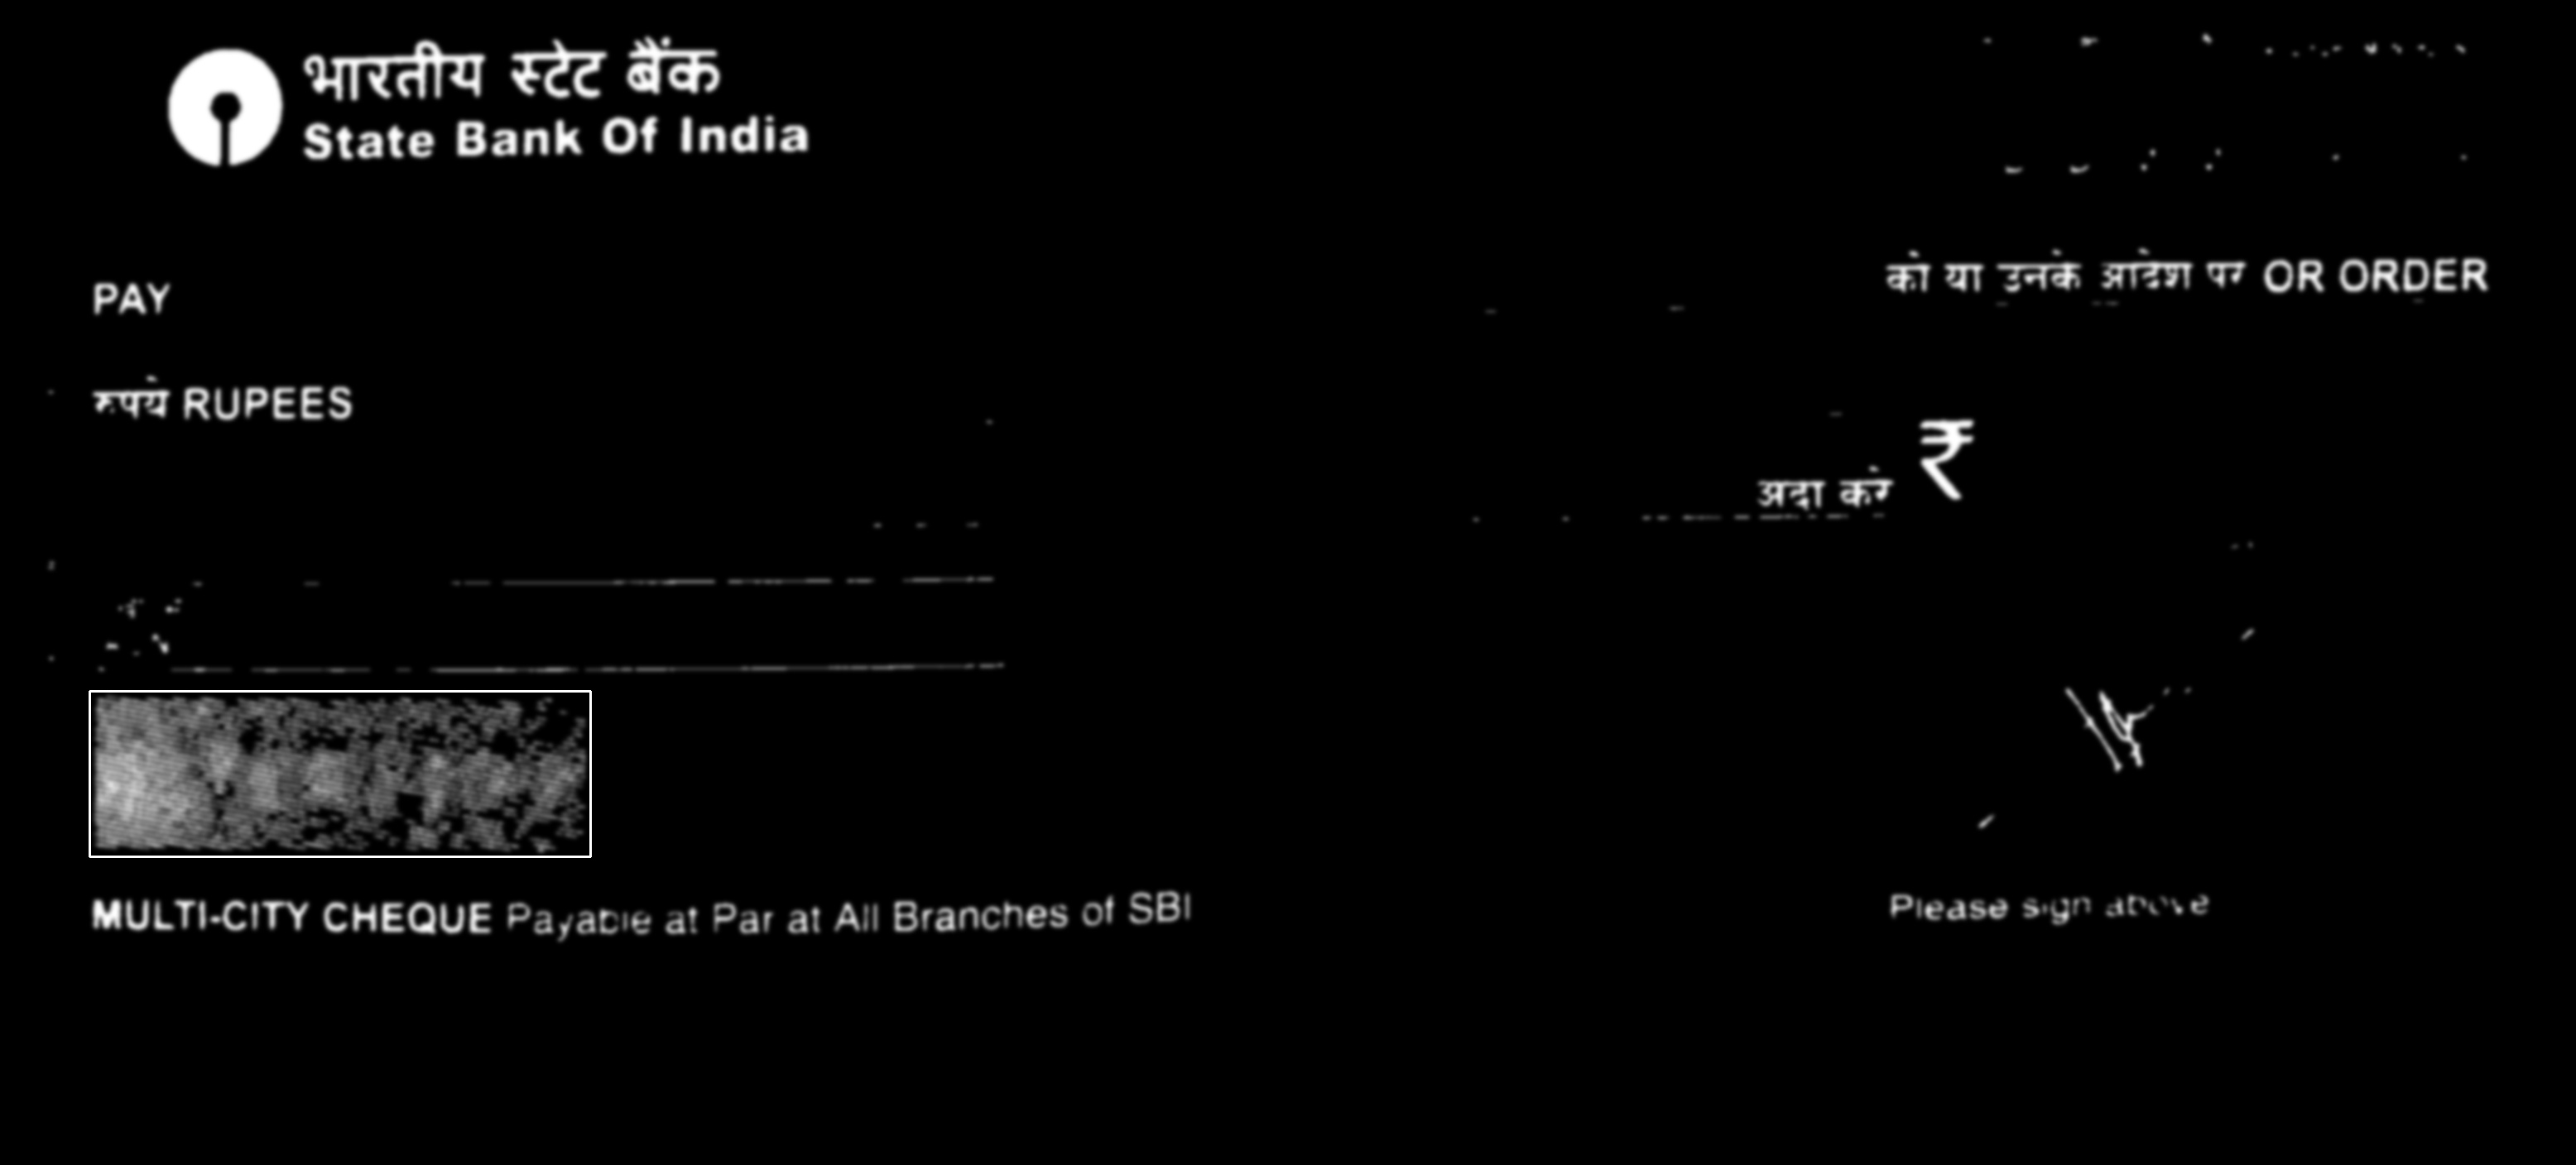 भारतीय स्टेट बैंक
State Bank Of India
PAY
को या उनके आदेश पर OR ORDER
रुपये RUPEES
अदा करें ₹
MULTI-CITY CHEQUE Payable at Par at All Branches of SBI
Please sign above